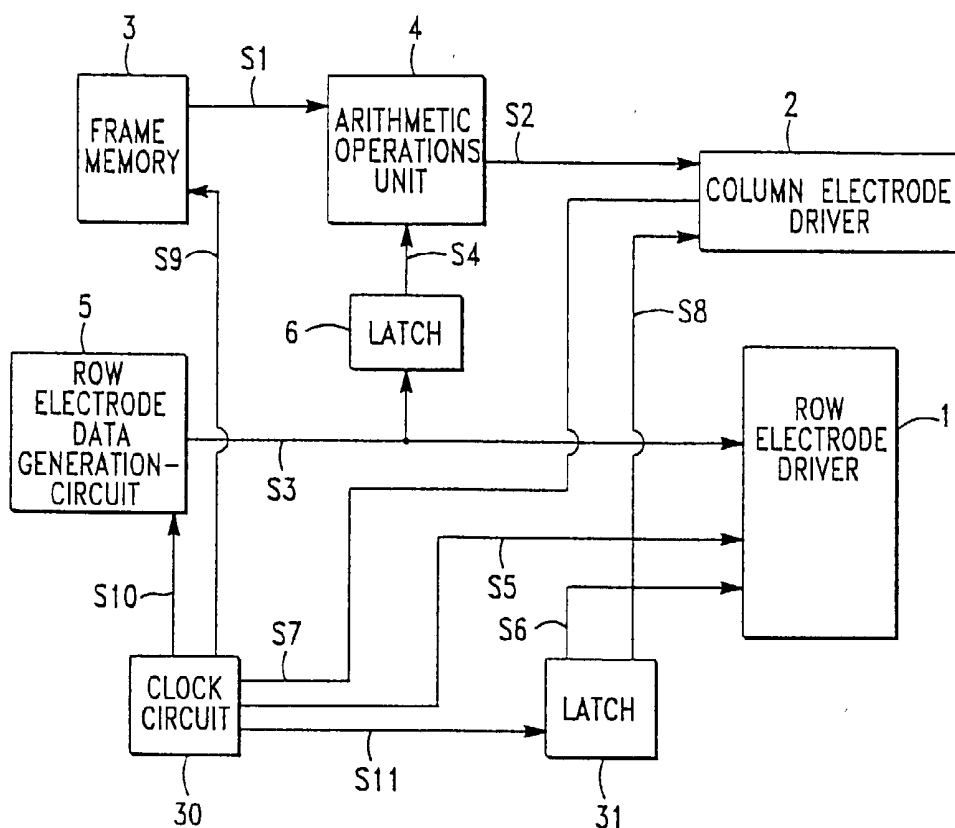 3
S1
4
FRAME
MEMORY
ARITHMETIC
OPERATIONS
UNIT
S2
2
COLUMN ELECTRODE
DRIVER
S9
S4
S8
5
6
LATCH
ROW
ELECTRODE
DATA
GENERATION-
CIRCUIT
S3
ROW
ELECTRODE
DRIVER
1
S10
S5
S7
S6
CLOCK
CIRCUIT
LATCH
S11
30
31